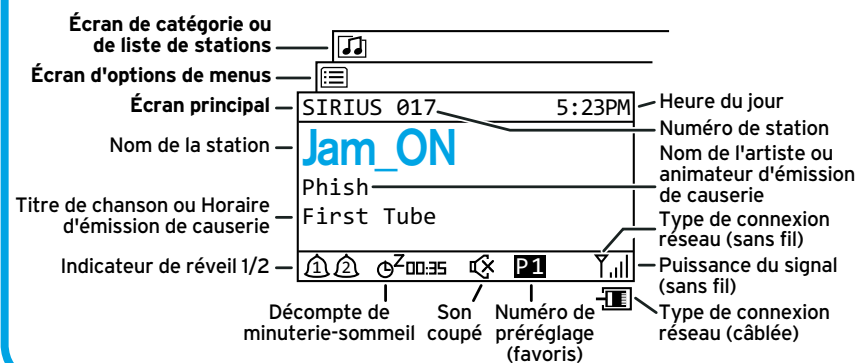 Écran de catégorie ou
de liste de stations
Écran d'options de menus
Écran principal
SIRIUS 017
5:23PM
Heure du jour
Numéro de station
Nom de la station
Jam_ON
Nom de l'artiste ou
animateur d'émission
de causerie
Phish
Titre de chanson ou Horaire
d'émission de causerie
First Tube
Type de connexion
réseau (sans fil)
Indicateur de réveil 1/2
1 2 Z 00:35 P1
Puissance du signal
(sans fil)
Décompte de
minuterie-sommeil
Son
coupé
Numéro de
préréglage
(favoris)
Type de connexion
réseau (câblée)